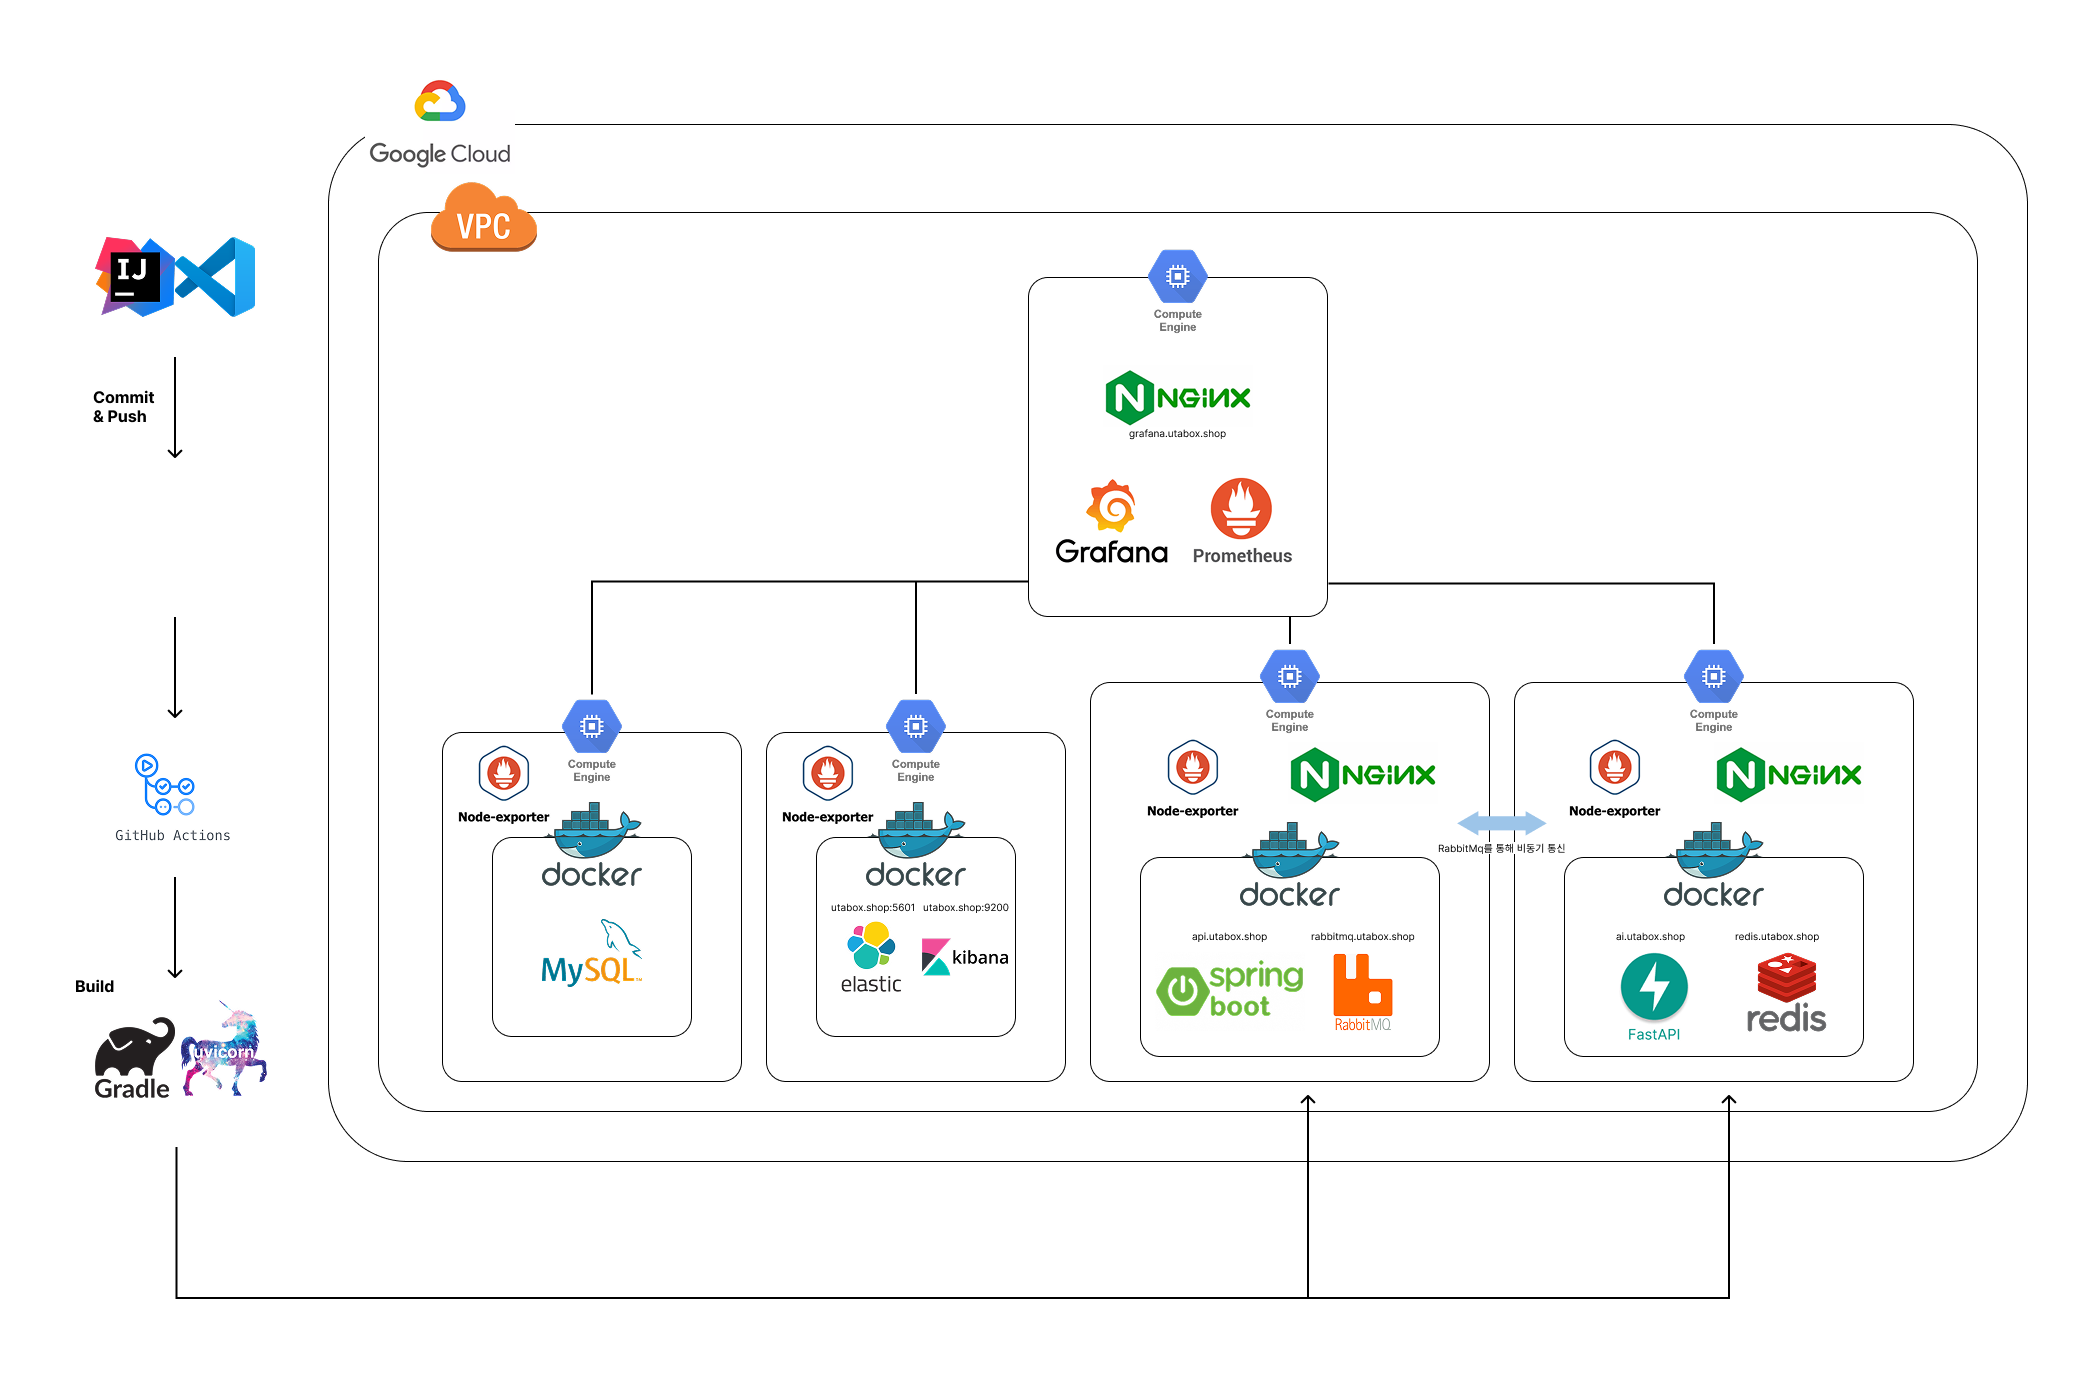 Google Cloud
VPC
IJ
Commit
& Push
GitHub Actions
Build
Gradle
uvicorn
Compute
Engine
NGINX
grafana.utabox.shop
Grafana
Prometheus
Compute
Engine
Node-exporter
docker
MySQL™
Compute
Engine
Node-exporter
docker
utabox.shop:5601
utabox.shop:9200
elastic
kibana
Compute
Engine
Node-exporter
NGINX
docker
api.utabox.shop
rabbitmq.utabox.shop
spring
boot
RabbitMQ
RabbitMq를 통해 비동기 통신
Compute
Engine
Node-exporter
NGINX
docker
ai.utabox.shop
redis.utabox.shop
FastAPI
redis